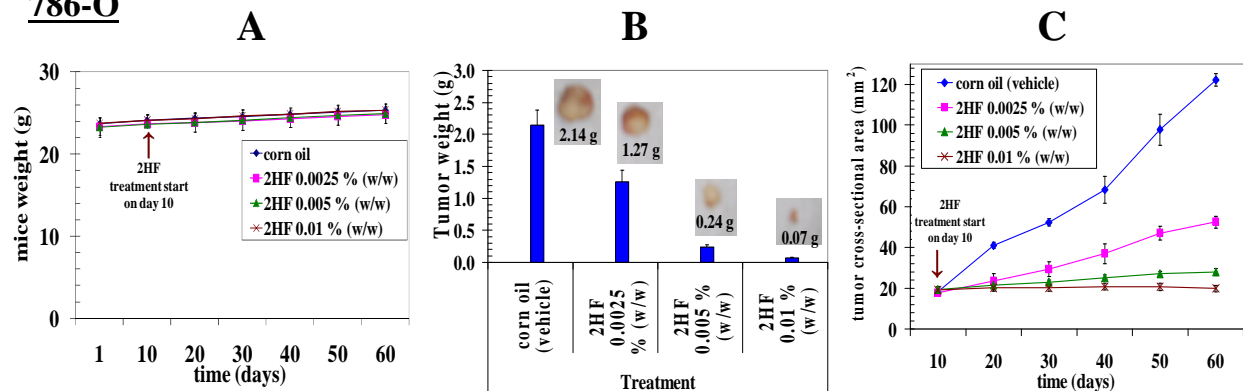 786-O
A
B
C
mice weight (g)
30
20
10
0
2HF
treatment start
on day 10
corn oil
2HF 0.0025 % (w/w)
2HF 0.005 % (w/w)
2HF 0.01 % (w/w)
1 10 20 30 40 50 60
time (days)
Tumor weight (g)
3.0
2.5
2.0
1.5
1.0
0.5
0.0
2.14 g
1.27 g
0.24 g
0.07 g
corn oil
(vehicle)
2HF
0.0025
% (w/w)
2HF
0.005 %
(w/w)
2HF
0.01 %
(w/w)
Treatment
tumor cross-sectional area (mm²)
120
100
80
60
40
20
0
corn oil (vehicle)
2HF 0.0025 % (w/w)
2HF 0.005 % (w/w)
2HF 0.01 % (w/w)
2HF
treatment start
on day 10
10 20 30 40 50 60
time (days)